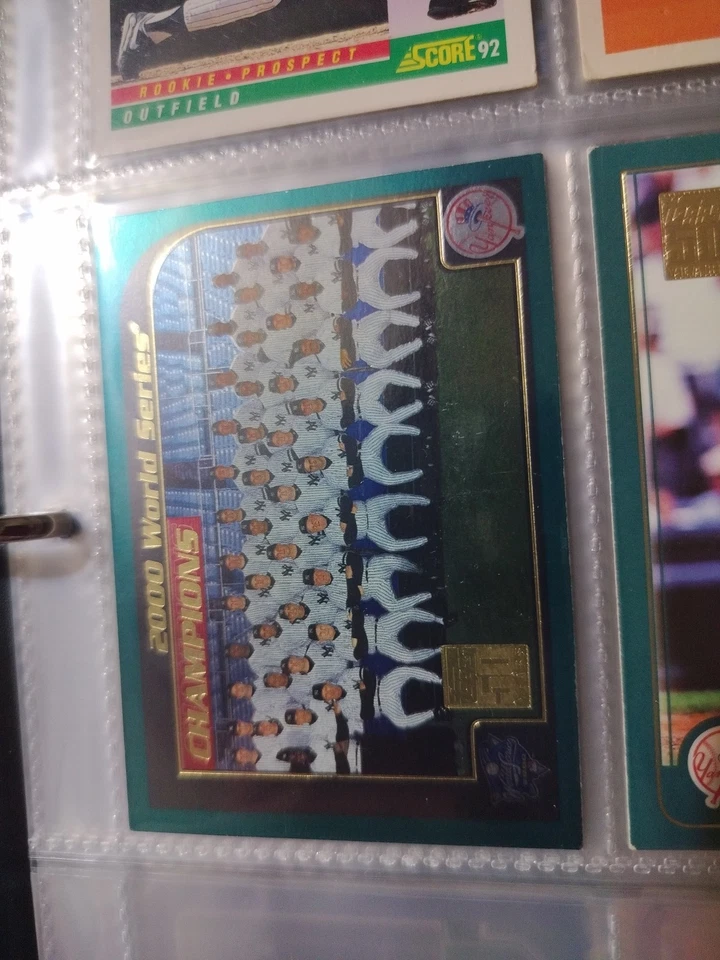 ROOKIE • PROSPECT
OUTFIELD
SCORE 92
2000 World Series
CHAMPIONS